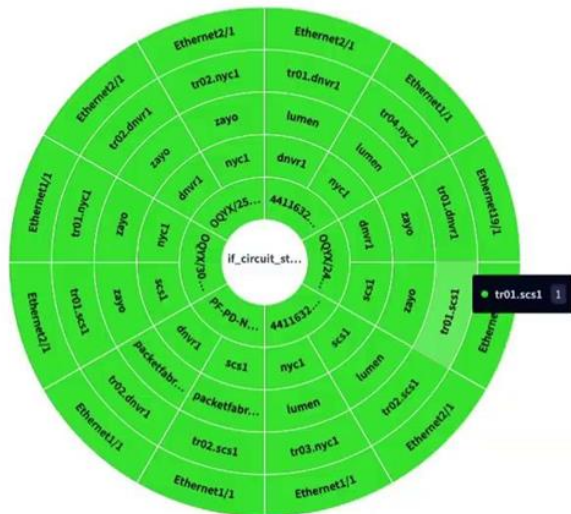 if_circuit_st...
4411632...
OQYX/24...
4411632...
PF-PD-N...
OQYX/30...
OQYX/25...
dnvr1
nyc1
dnvr1
scs1
scs1
nyc1
scs1
dnvr1
scs1
nyc1
dnvr1
nyc1
lumen
lumen
zayo
zayo
lumen
lumen
packetfabr...
packetfabr...
zayo
zayo
zayo
zayo
tr01.dnvr1
tr04.nyc1
tr01.dnvr1
tr01.scs1
tr02.scs1
tr03.nyc1
tr02.scs1
tr02.dnvr1
tr01.scs1
tr01.nyc1
tr02.dnvr1
tr02.nyc1
Ethernet2/1
Ethernet1/1
Ethernet19/1
Ethernet2/1
Ethernet1/1
Ethernet1/1
Ethernet1/1
Ethernet2/1
Ethernet1/1
Ethernet2/1
Ethernet2/1
tr01.scs1 1